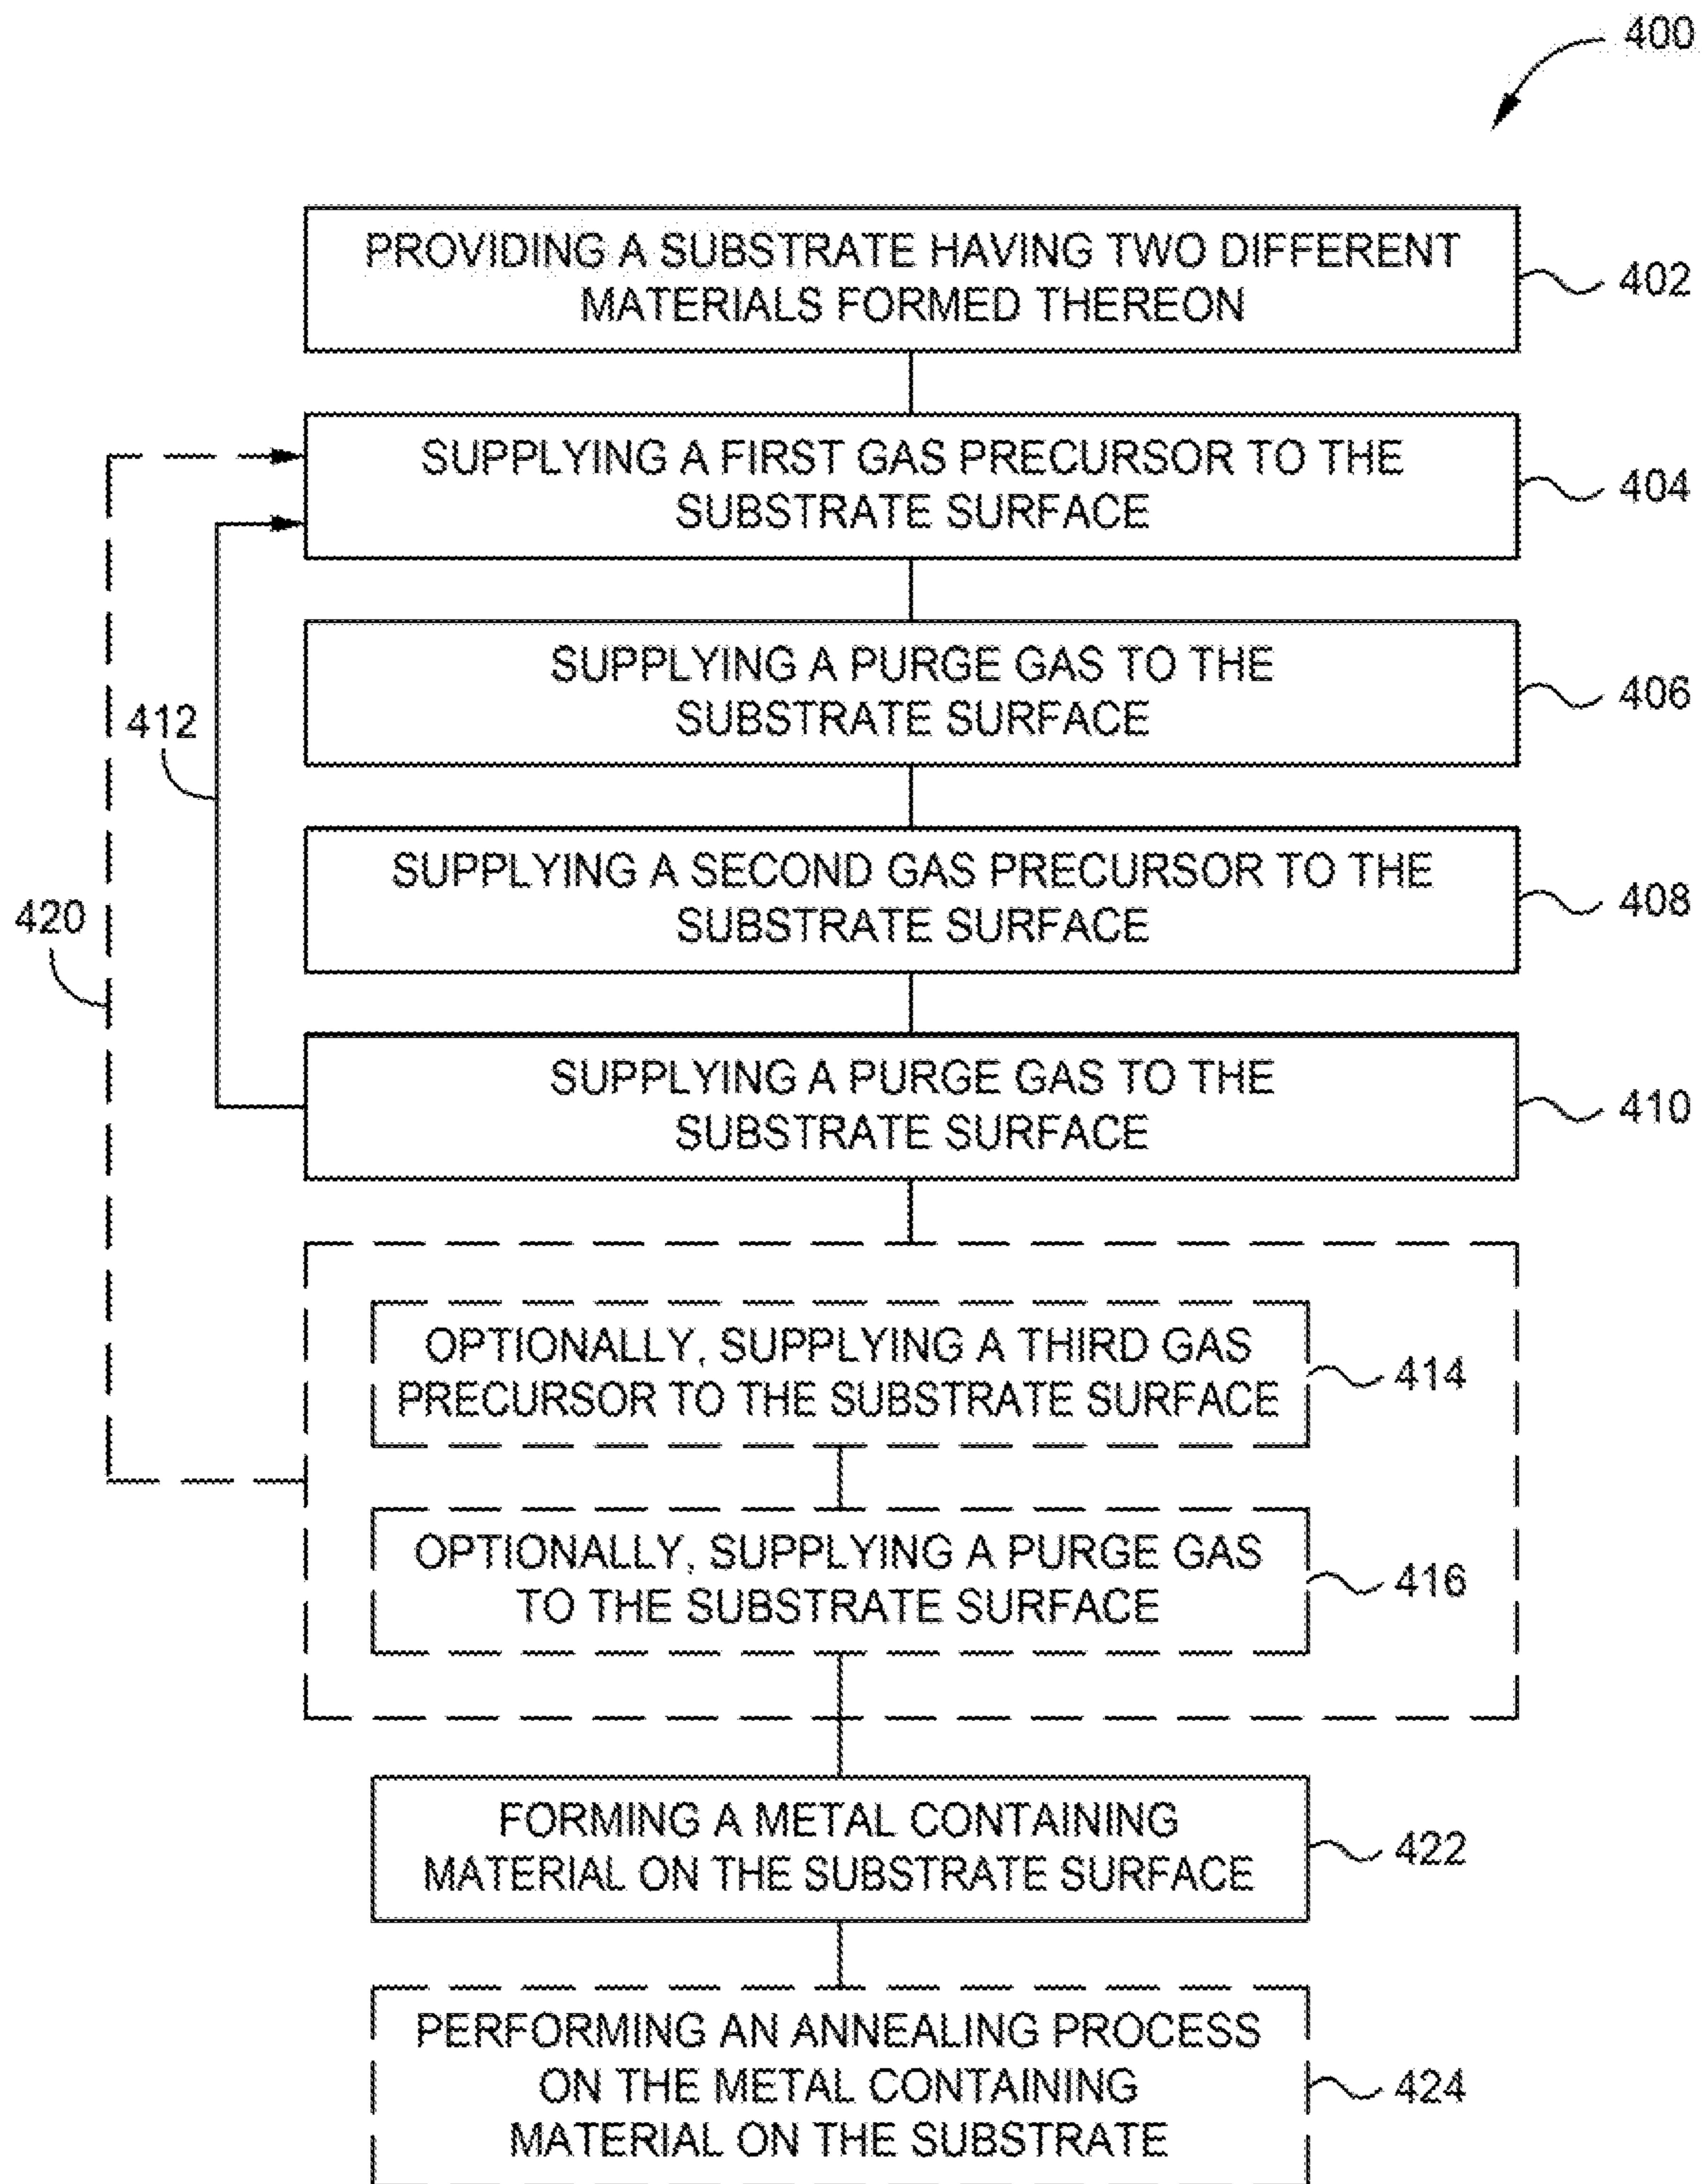 400
PROVIDING A SUBSTRATE HAVING TWO DIFFERENT
MATERIALS FORMED THEREON
402
SUPPLYING A FIRST GAS PRECURSOR TO THE
SUBSTRATE SURFACE
404
SUPPLYING A PURGE GAS TO THE
SUBSTRATE SURFACE
406
412
SUPPLYING A SECOND GAS PRECURSOR TO THE
SUBSTRATE SURFACE
408
420
SUPPLYING A PURGE GAS TO THE
SUBSTRATE SURFACE
410
OPTIONALLY, SUPPLYING A THIRD GAS
PRECURSOR TO THE SUBSTRATE SURFACE
414
OPTIONALLY, SUPPLYING A PURGE GAS
TO THE SUBSTRATE SURFACE
416
FORMING A METAL CONTAINING
MATERIAL ON THE SUBSTRATE SURFACE
422
PERFORMING AN ANNEALING PROCESS
ON THE METAL CONTAINING
MATERIAL ON THE SUBSTRATE
424